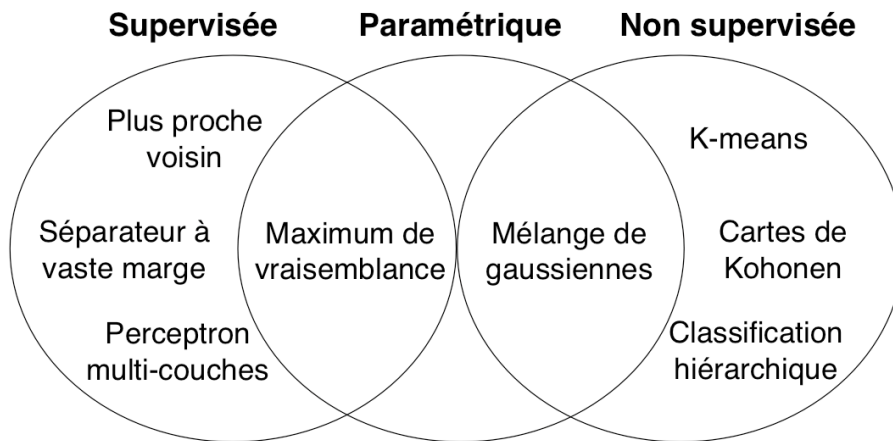 Supervisée
Paramétrique
Non supervisée
Plus proche
voisin
Séparateur à
vaste marge
Perceptron
multi-couches
Maximum de
vraisemblance
Mélange de
gaussiennes
K-means
Cartes de
Kohonen
Classification
hiérarchique